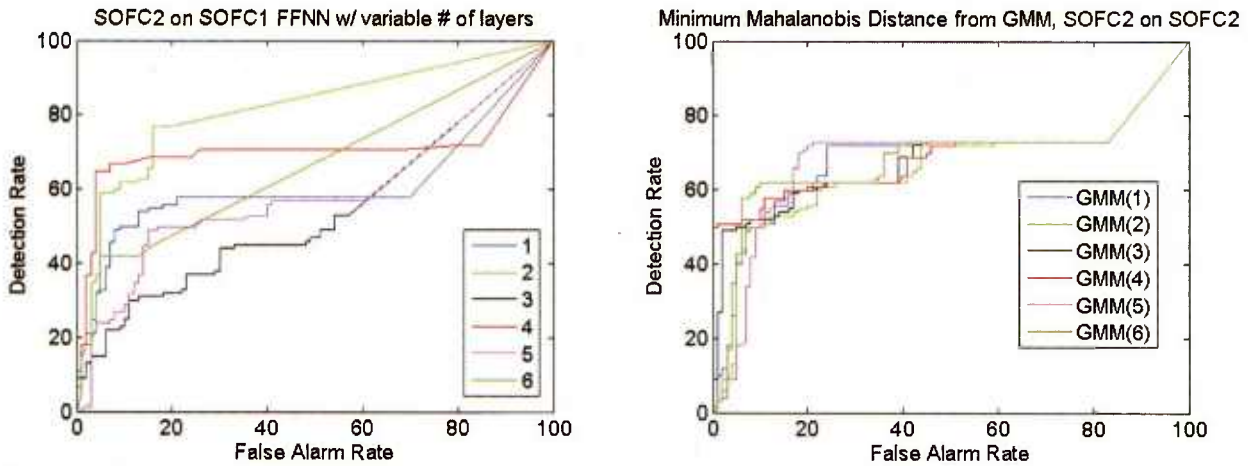 SOFC2 on SOFC1 FFNN w/ variable # of layers
100
80
60
40
20
0
Detection Rate
0 20 40 60 80 100
False Alarm Rate
1
2
3
4
5
6
Minimum Mahalanobis Distance from GMM, SOFC2 on SOFC2
100
80
60
40
20
0
Detection Rate
0 20 40 60 80 100
False Alarm Rate
GMM(1)
GMM(2)
GMM(3)
GMM(4)
GMM(5)
GMM(6)